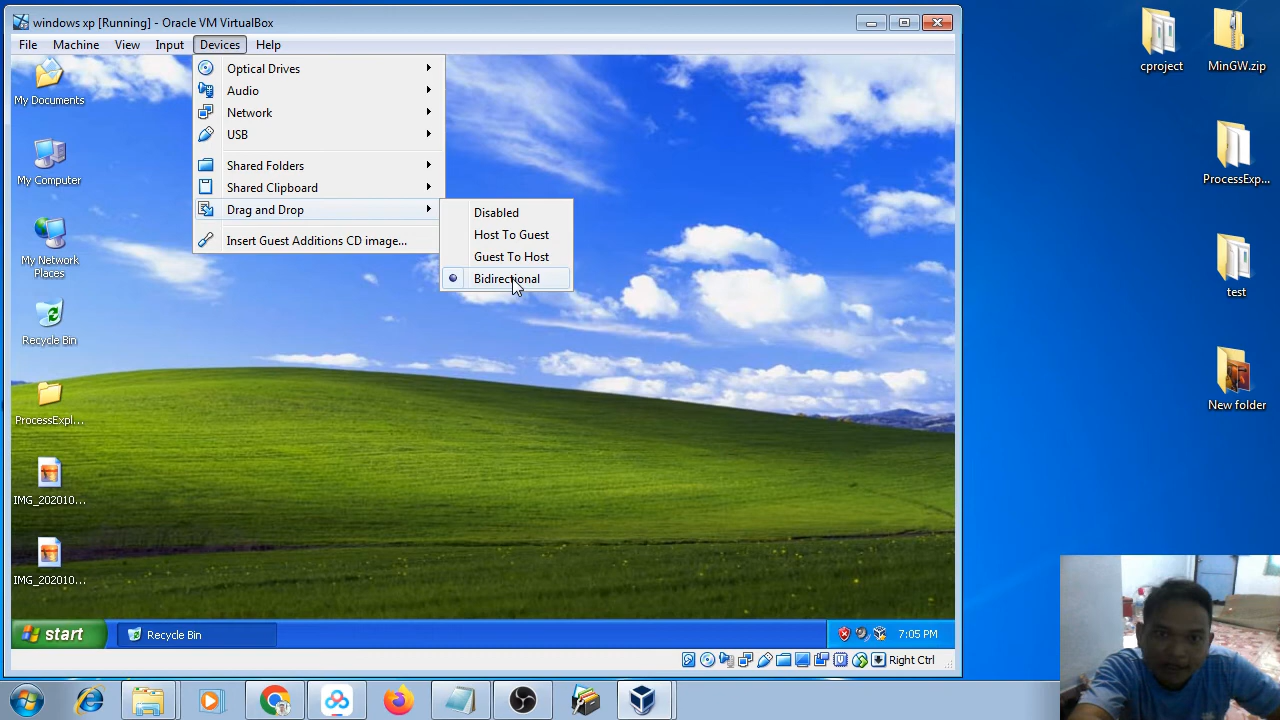 windows xp [Running] - Oracle VM VirtualBox
File Machine View Input Devices Help
Optical Drives
Audio
Network
USB
Shared Folders
Shared Clipboard
Drag and Drop
Insert Guest Additions CD image...
Disabled
Host To Guest
Guest To Host
Bidirectional
My Documents
My Computer
My Network
Places
Recycle Bin
ProcessExpl...
IMG_202010...
IMG_202010...
start
Recycle Bin
7:05 PM
Right Ctrl
cproject
MinGW.zip
ProcessExp...
test
New folder